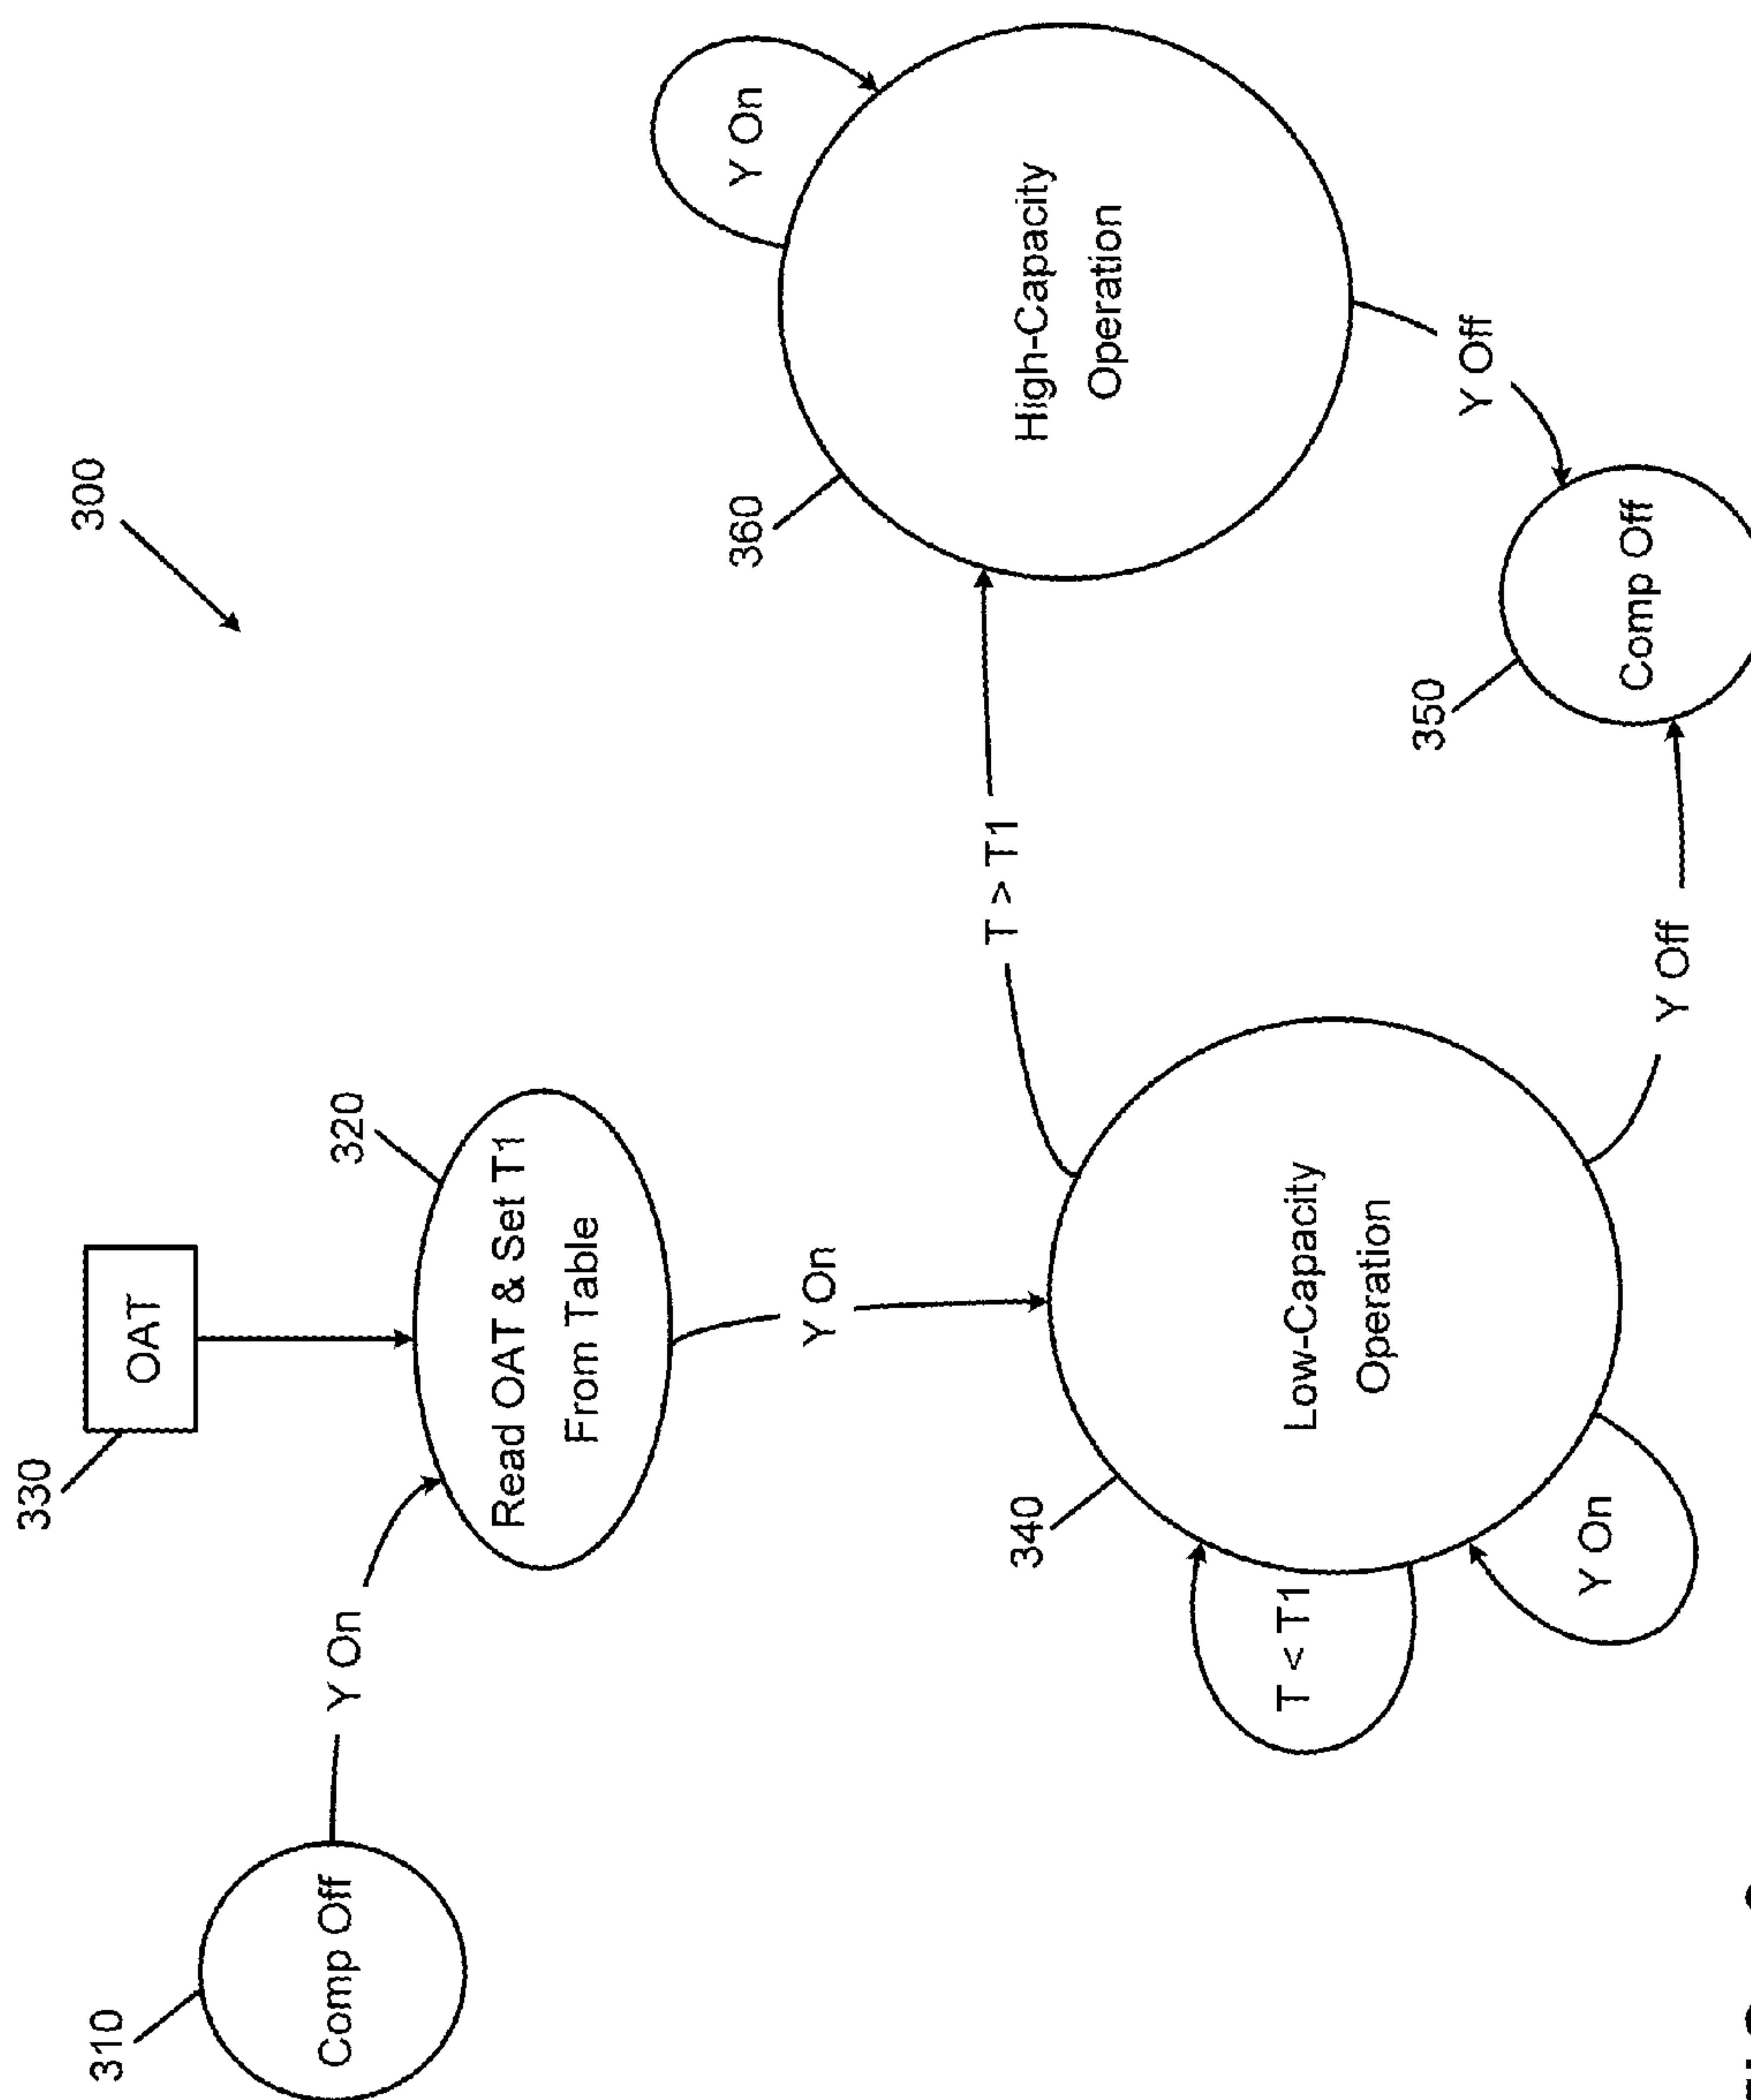 300
330
OAT
310
Comp Off
Y On
320
Read OAT & Set T1
From Table
Y On
340
Low-Capacity
Operation
T < T1
Y On
T > T1
Y Off
360
High-Capacity
Operation
Y On
Y Off
350
Comp Off